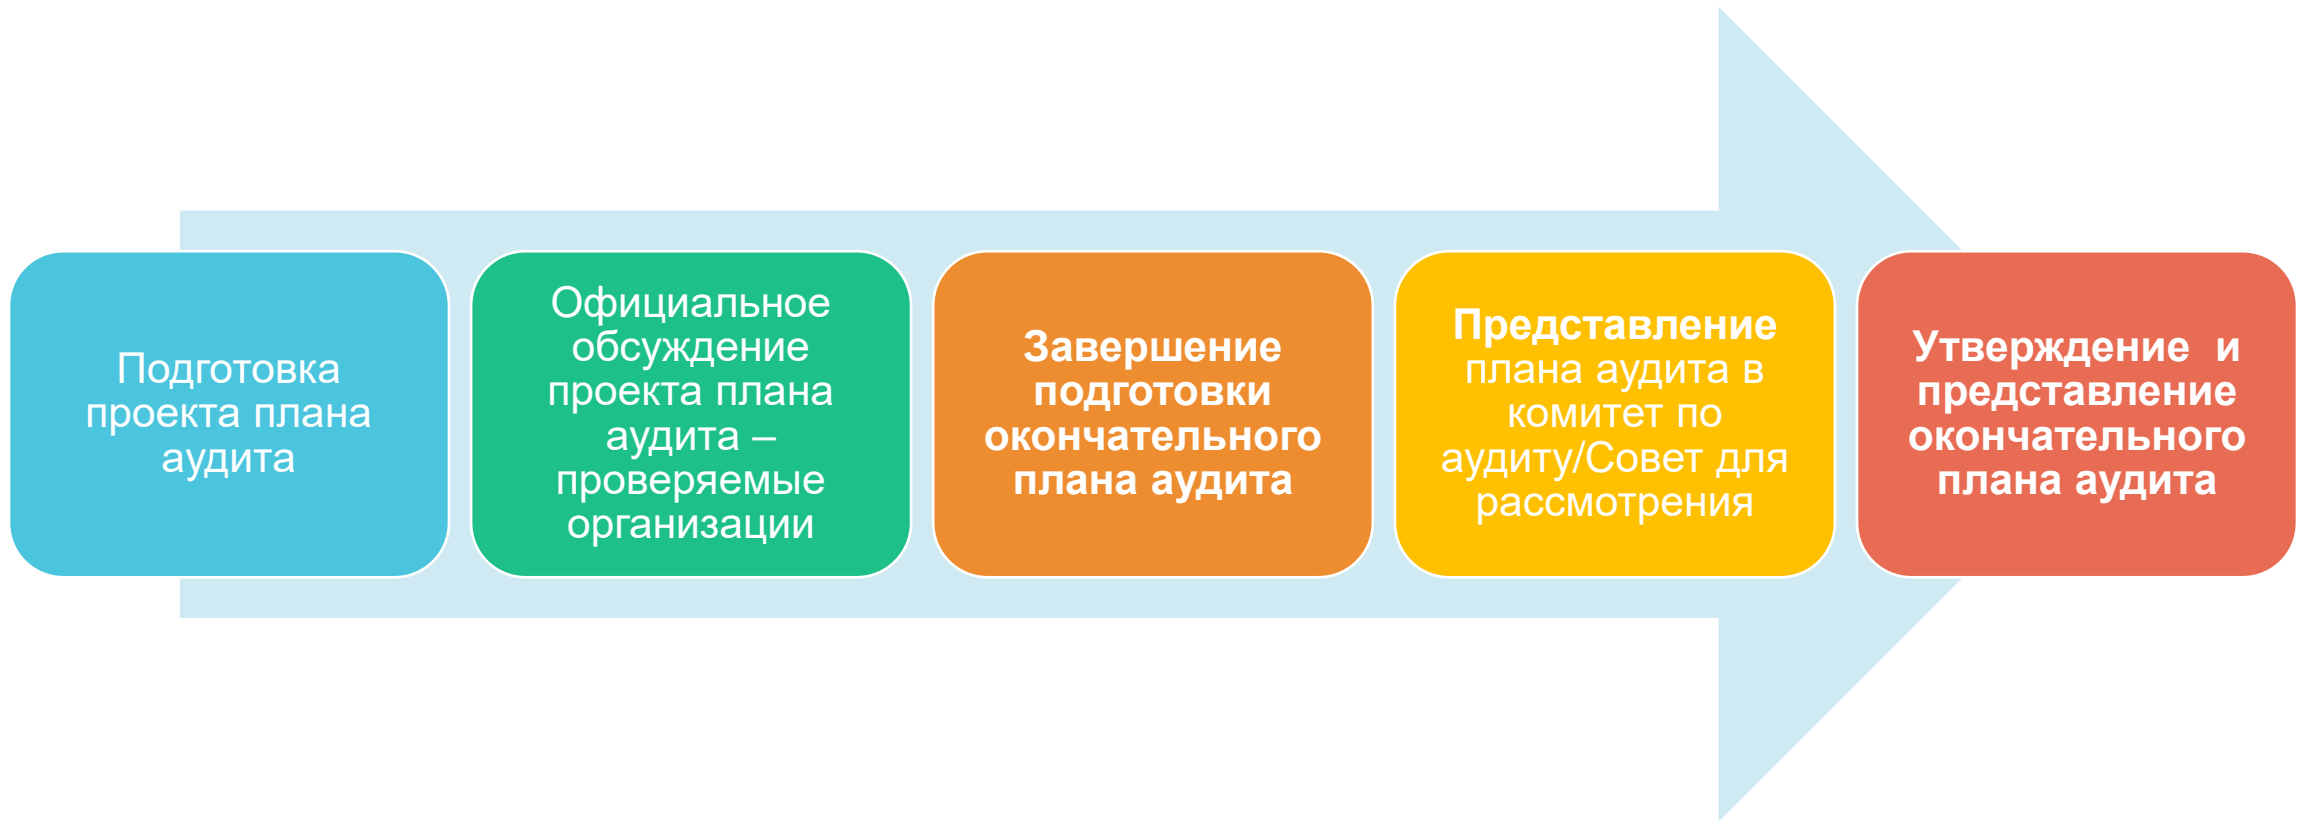 Подготовка
проекта плана
аудита
Официальное
обсуждение
проекта плана
аудита –
проверяемые
организации
Завершение
подготовки
окончательного
плана аудита
Представление
плана аудита в
комитет по
аудиту/Совет для
рассмотрения
Утверждение  и
представление
окончательного
плана аудита